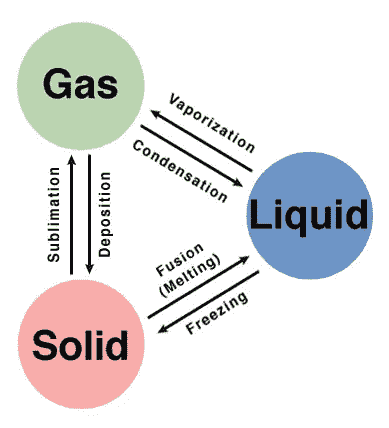 Gas
Vaporization
Condensation
Liquid
Sublimation
Deposition
Fusion
(Melting)
Freezing
Solid